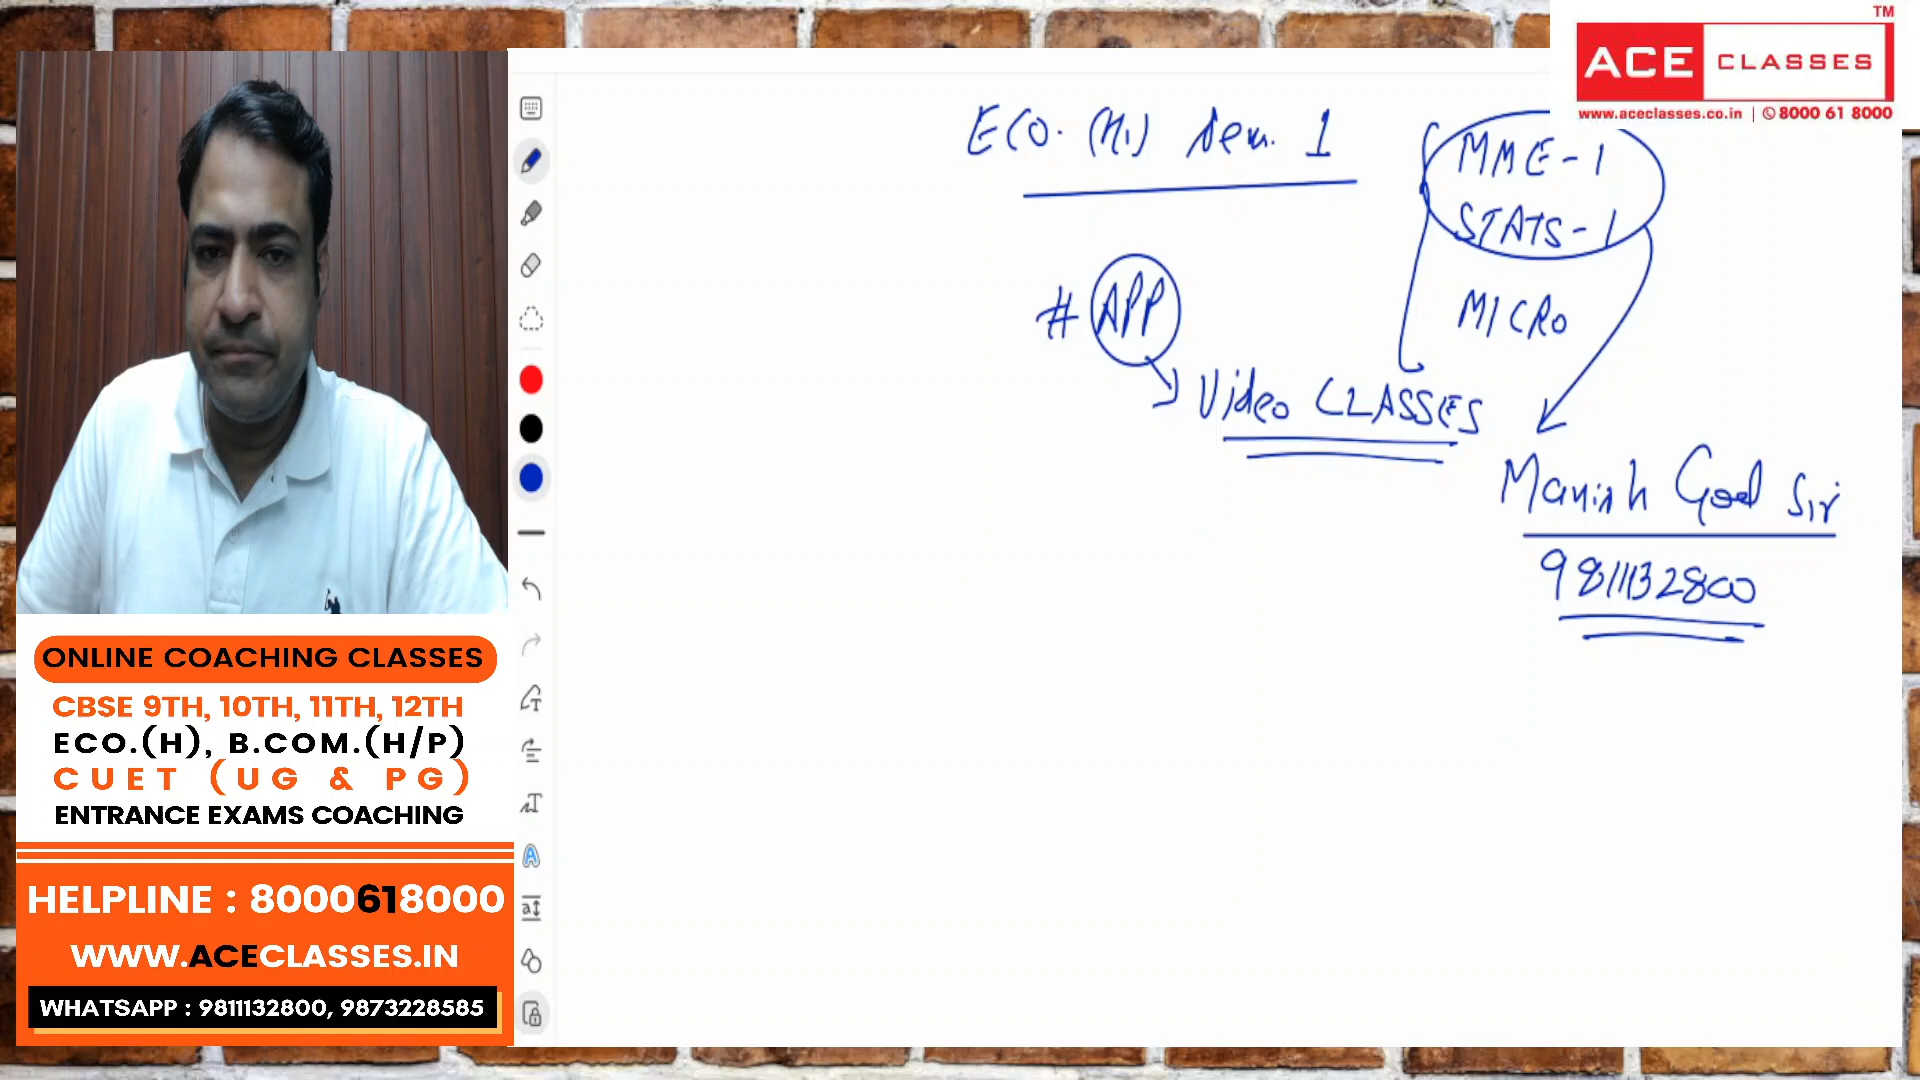 TM
ACE CLASSES
www.aceclasses.co.in | 8000 61 8000
ECO. (H) Sem. 1
MME-1
STATS-1
MICRO
# APP
Video CLASSES
Manish Goel Sir
9811132800
ONLINE COACHING CLASSES
CBSE 9TH, 10TH, 11TH, 12TH
ECO.(H), B.COM.(H/P)
CUET (UG & PG)
ENTRANCE EXAMS COACHING
HELPLINE : 8000618000
WWW.ACECLASSES.IN
WHATSAPP : 9811132800, 9873228585